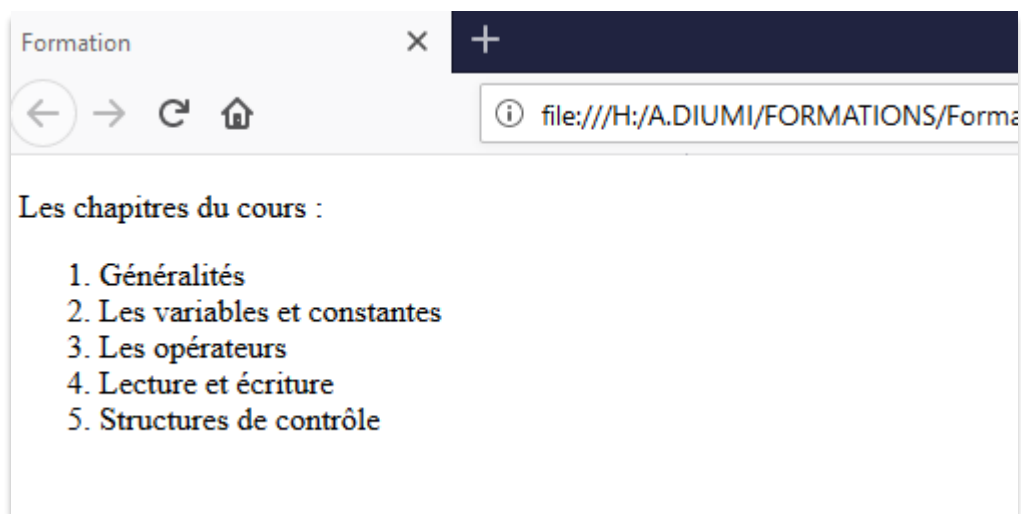 Formation
file:///H:/A.DIUMI/FORMATIONS/Forma
Les chapitres du cours :
1. Généralités
2. Les variables et constantes
3. Les opérateurs
4. Lecture et écriture
5. Structures de contrôle